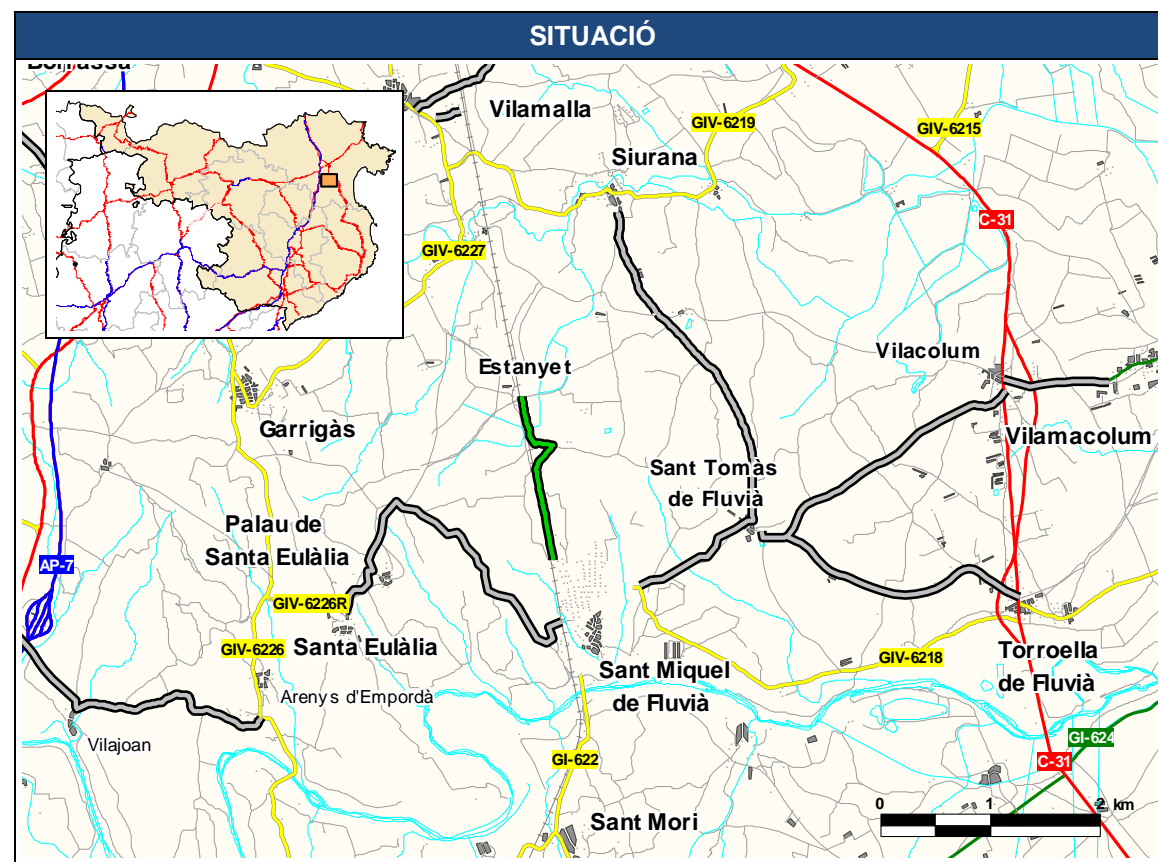 SITUACIÓ
Borrassà
Vilamalla
GIV-6219
GIV-6215
Siurana
C-31
GIV-6227
Vilacolum
Estanyet
Garrigàs
Vilamacolum
Sant Tomàs
de Fluvià
Palau de
Santa Eulàlia
AP-7
GIV-6226R
GIV-6226
Santa Eulàlia
GIV-6218
Torroella
de Fluvià
Sant Miquel
de Fluvià
Arenys d'Empordà
Vilajoan
GI-624
GI-622
C-31
0 1 2 km
Sant Mori